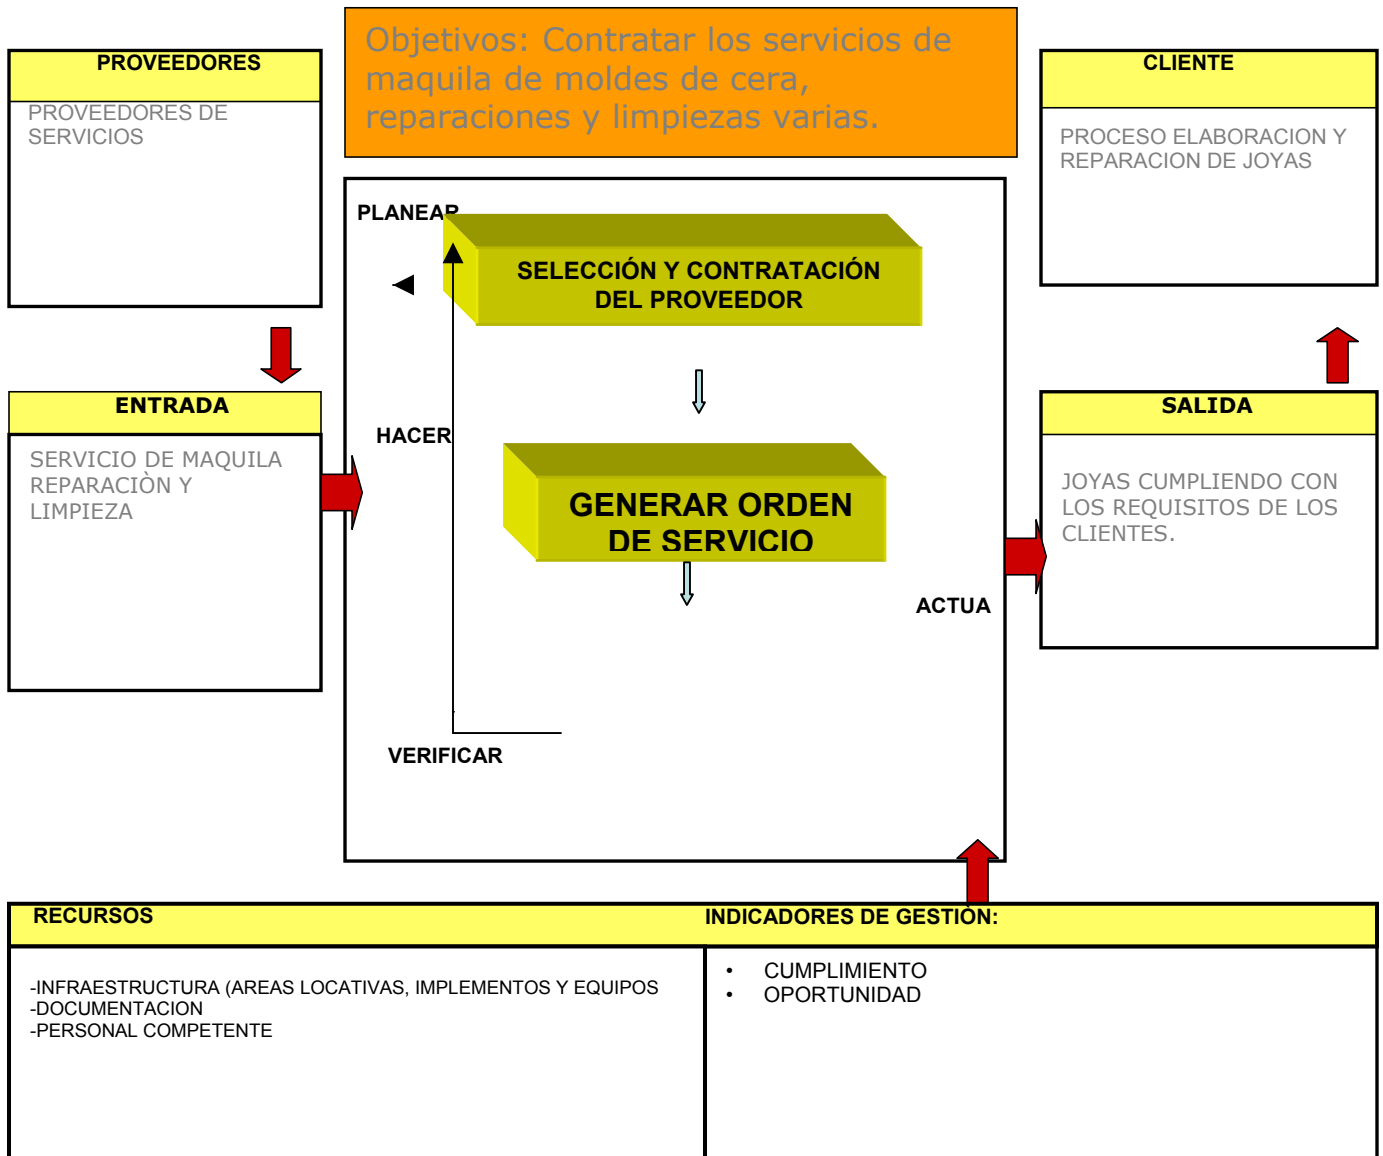 Objetivos: Contratar los servicios de
maquila de moldes de cera,
reparaciones y limpiezas varias.
PROVEEDORES
PROVEEDORES DE
SERVICIOS
CLIENTE
PROCESO ELABORACION Y
REPARACION DE JOYAS
PLANEAR
SELECCIÓN Y CONTRATACIÓN
DEL PROVEEDOR
ENTRADA
SERVICIO DE MAQUILA
REPARACIÒN Y
LIMPIEZA
HACER
GENERAR ORDEN
DE SERVICIO
ACTUA
VERIFICAR
SALIDA
JOYAS CUMPLIENDO CON
LOS REQUISITOS DE LOS
CLIENTES.
RECURSOS
-INFRAESTRUCTURA (AREAS LOCATIVAS, IMPLEMENTOS Y EQUIPOS
-DOCUMENTACION
-PERSONAL COMPETENTE
INDICADORES DE GESTIÒN:
• CUMPLIMIENTO
• OPORTUNIDAD